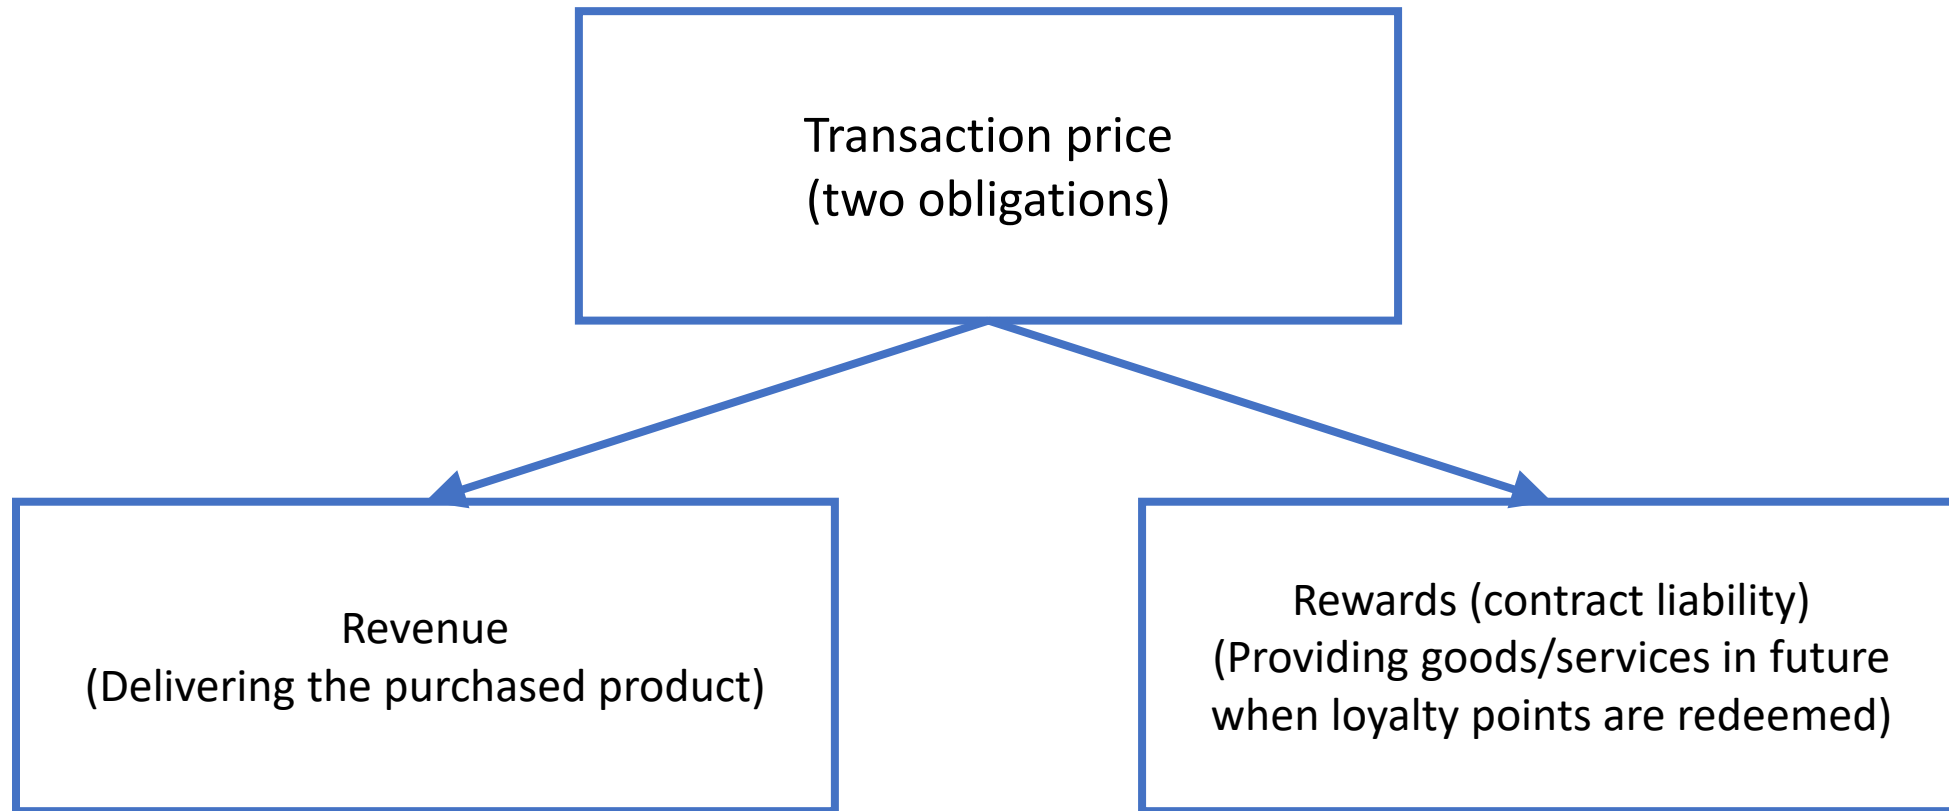 Transaction price
(two obligations)
Revenue
(Delivering the purchased product)
Rewards (contract liability)
(Providing goods/services in future
when loyalty points are redeemed)